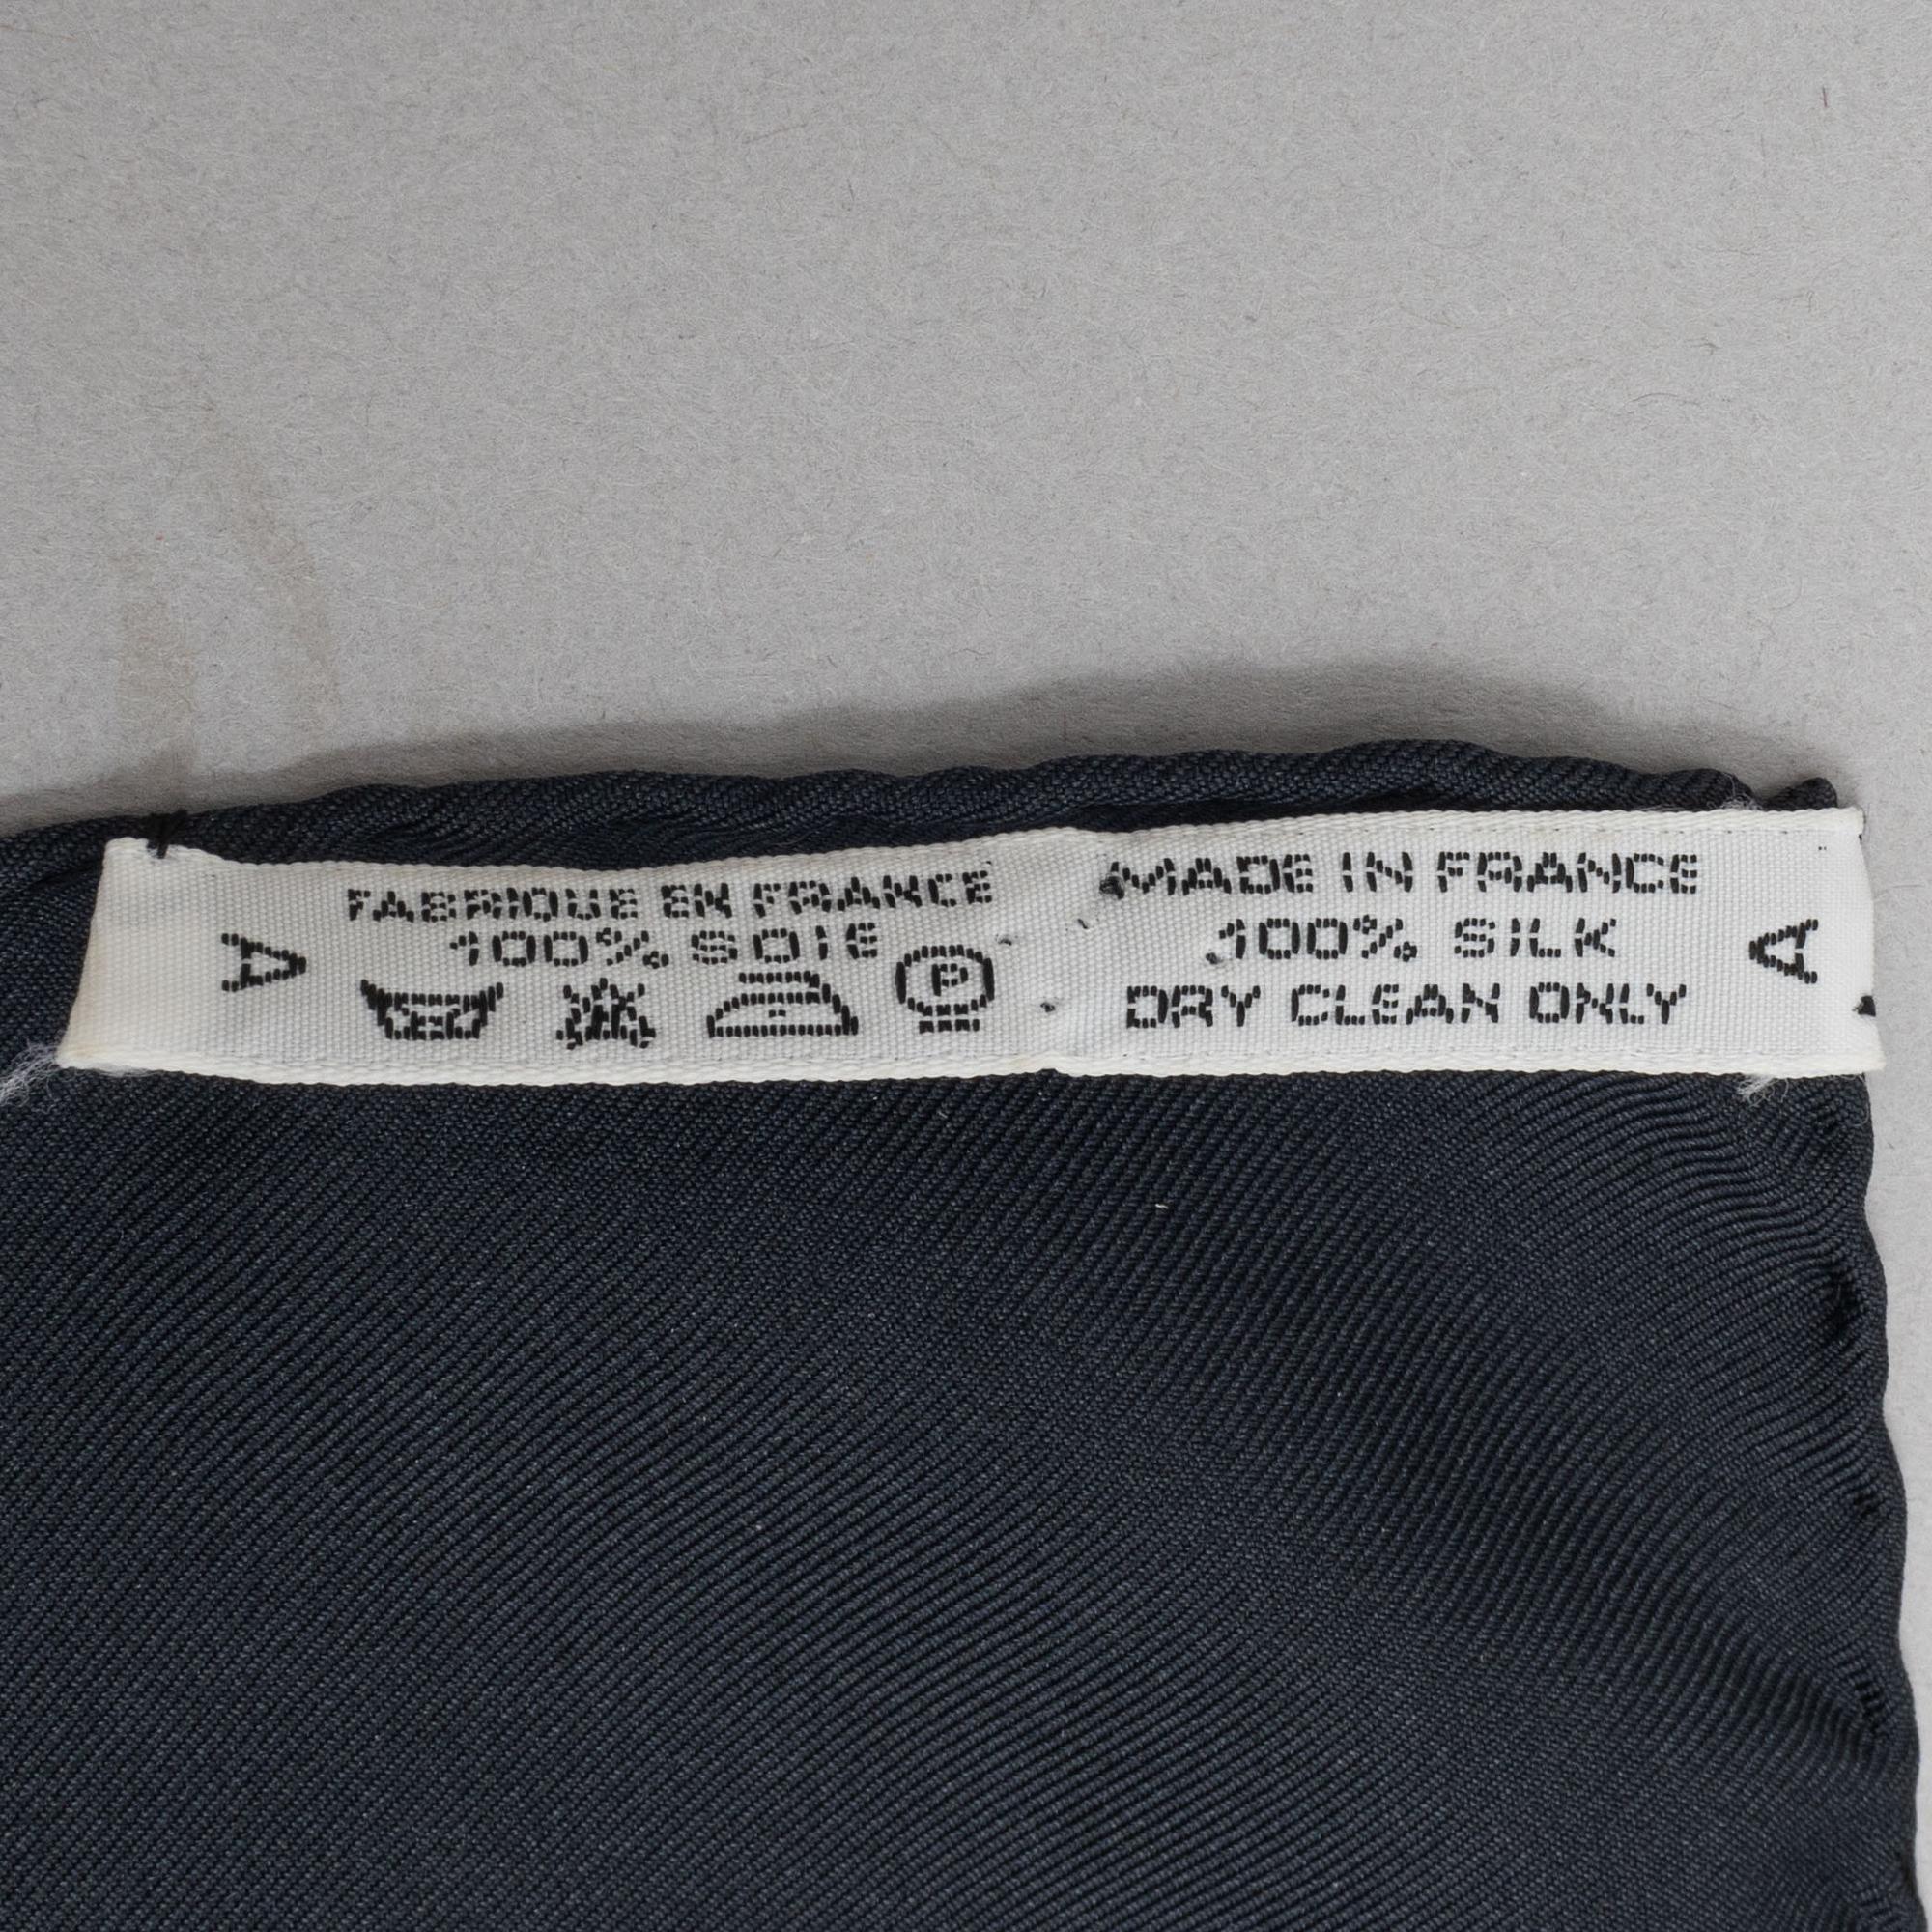 A
FABRIQUE EN FRANCE
100% SOIE
P
MADE IN FRANCE
100% SILK
DRY CLEAN ONLY
A